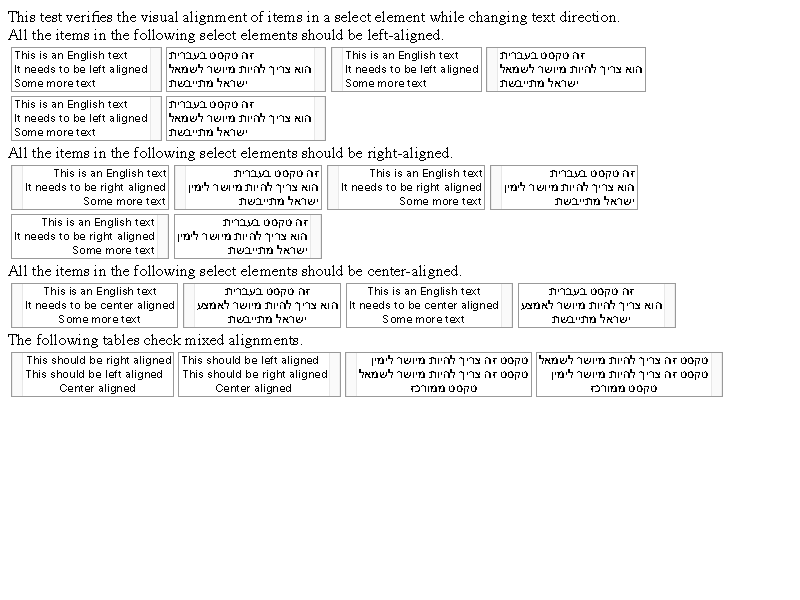 This test verifies the visual alignment of items in a select element while changing text direction.
All the items in the following select elements should be left-aligned.
This is an English text
It needs to be left aligned
Some more text
זה טקסט בעברית
הוא צריך להיות מיושר לשמאל
ישראל מתייבשת
This is an English text
It needs to be left aligned
Some more text
זה טקסט בעברית
הוא צריך להיות מיושר לשמאל
ישראל מתייבשת
This is an English text
It needs to be left aligned
Some more text
זה טקסט בעברית
הוא צריך להיות מיושר לשמאל
ישראל מתייבשת
All the items in the following select elements should be right-aligned.
This is an English text
It needs to be right aligned
Some more text
זה טקסט בעברית
הוא צריך להיות מיושר לימין
ישראל מתייבשת
This is an English text
It needs to be right aligned
Some more text
זה טקסט בעברית
הוא צריך להיות מיושר לימין
ישראל מתייבשת
This is an English text
It needs to be right aligned
Some more text
זה טקסט בעברית
הוא צריך להיות מיושר לימין
ישראל מתייבשת
All the items in the following select elements should be center-aligned.
This is an English text
It needs to be center aligned
Some more text
זה טקסט בעברית
הוא צריך להיות מיושר לאמצע
ישראל מתייבשת
This is an English text
It needs to be center aligned
Some more text
זה טקסט בעברית
הוא צריך להיות מיושר לאמצע
ישראל מתייבשת
The following tables check mixed alignments.
This should be right aligned
This should be left aligned
Center aligned
This should be left aligned
This should be right aligned
Center aligned
טקסט זה צריך להיות מיושר לימין
טקסט זה צריך להיות מיושר לשמאל
טקסט ממורכז
טקסט זה צריך להיות מיושר לשמאל
טקסט זה צריך להיות מיושר לימין
טקסט ממורכז